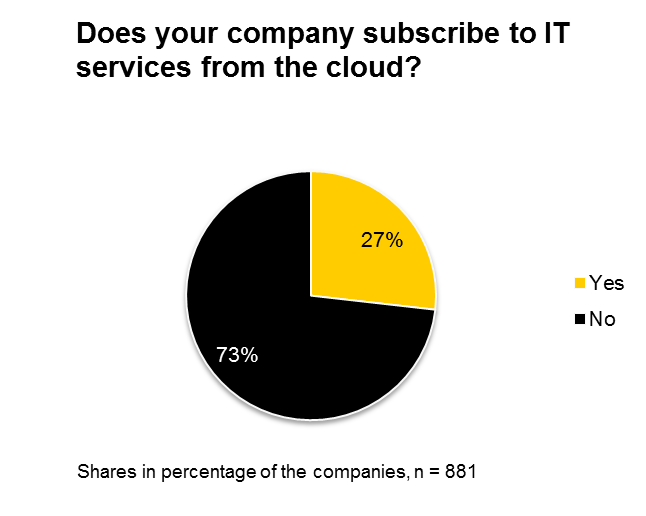 Does your company subscribe to IT
services from the cloud?
27%
Yes
No
73%
Shares in percentage of the companies, n = 881